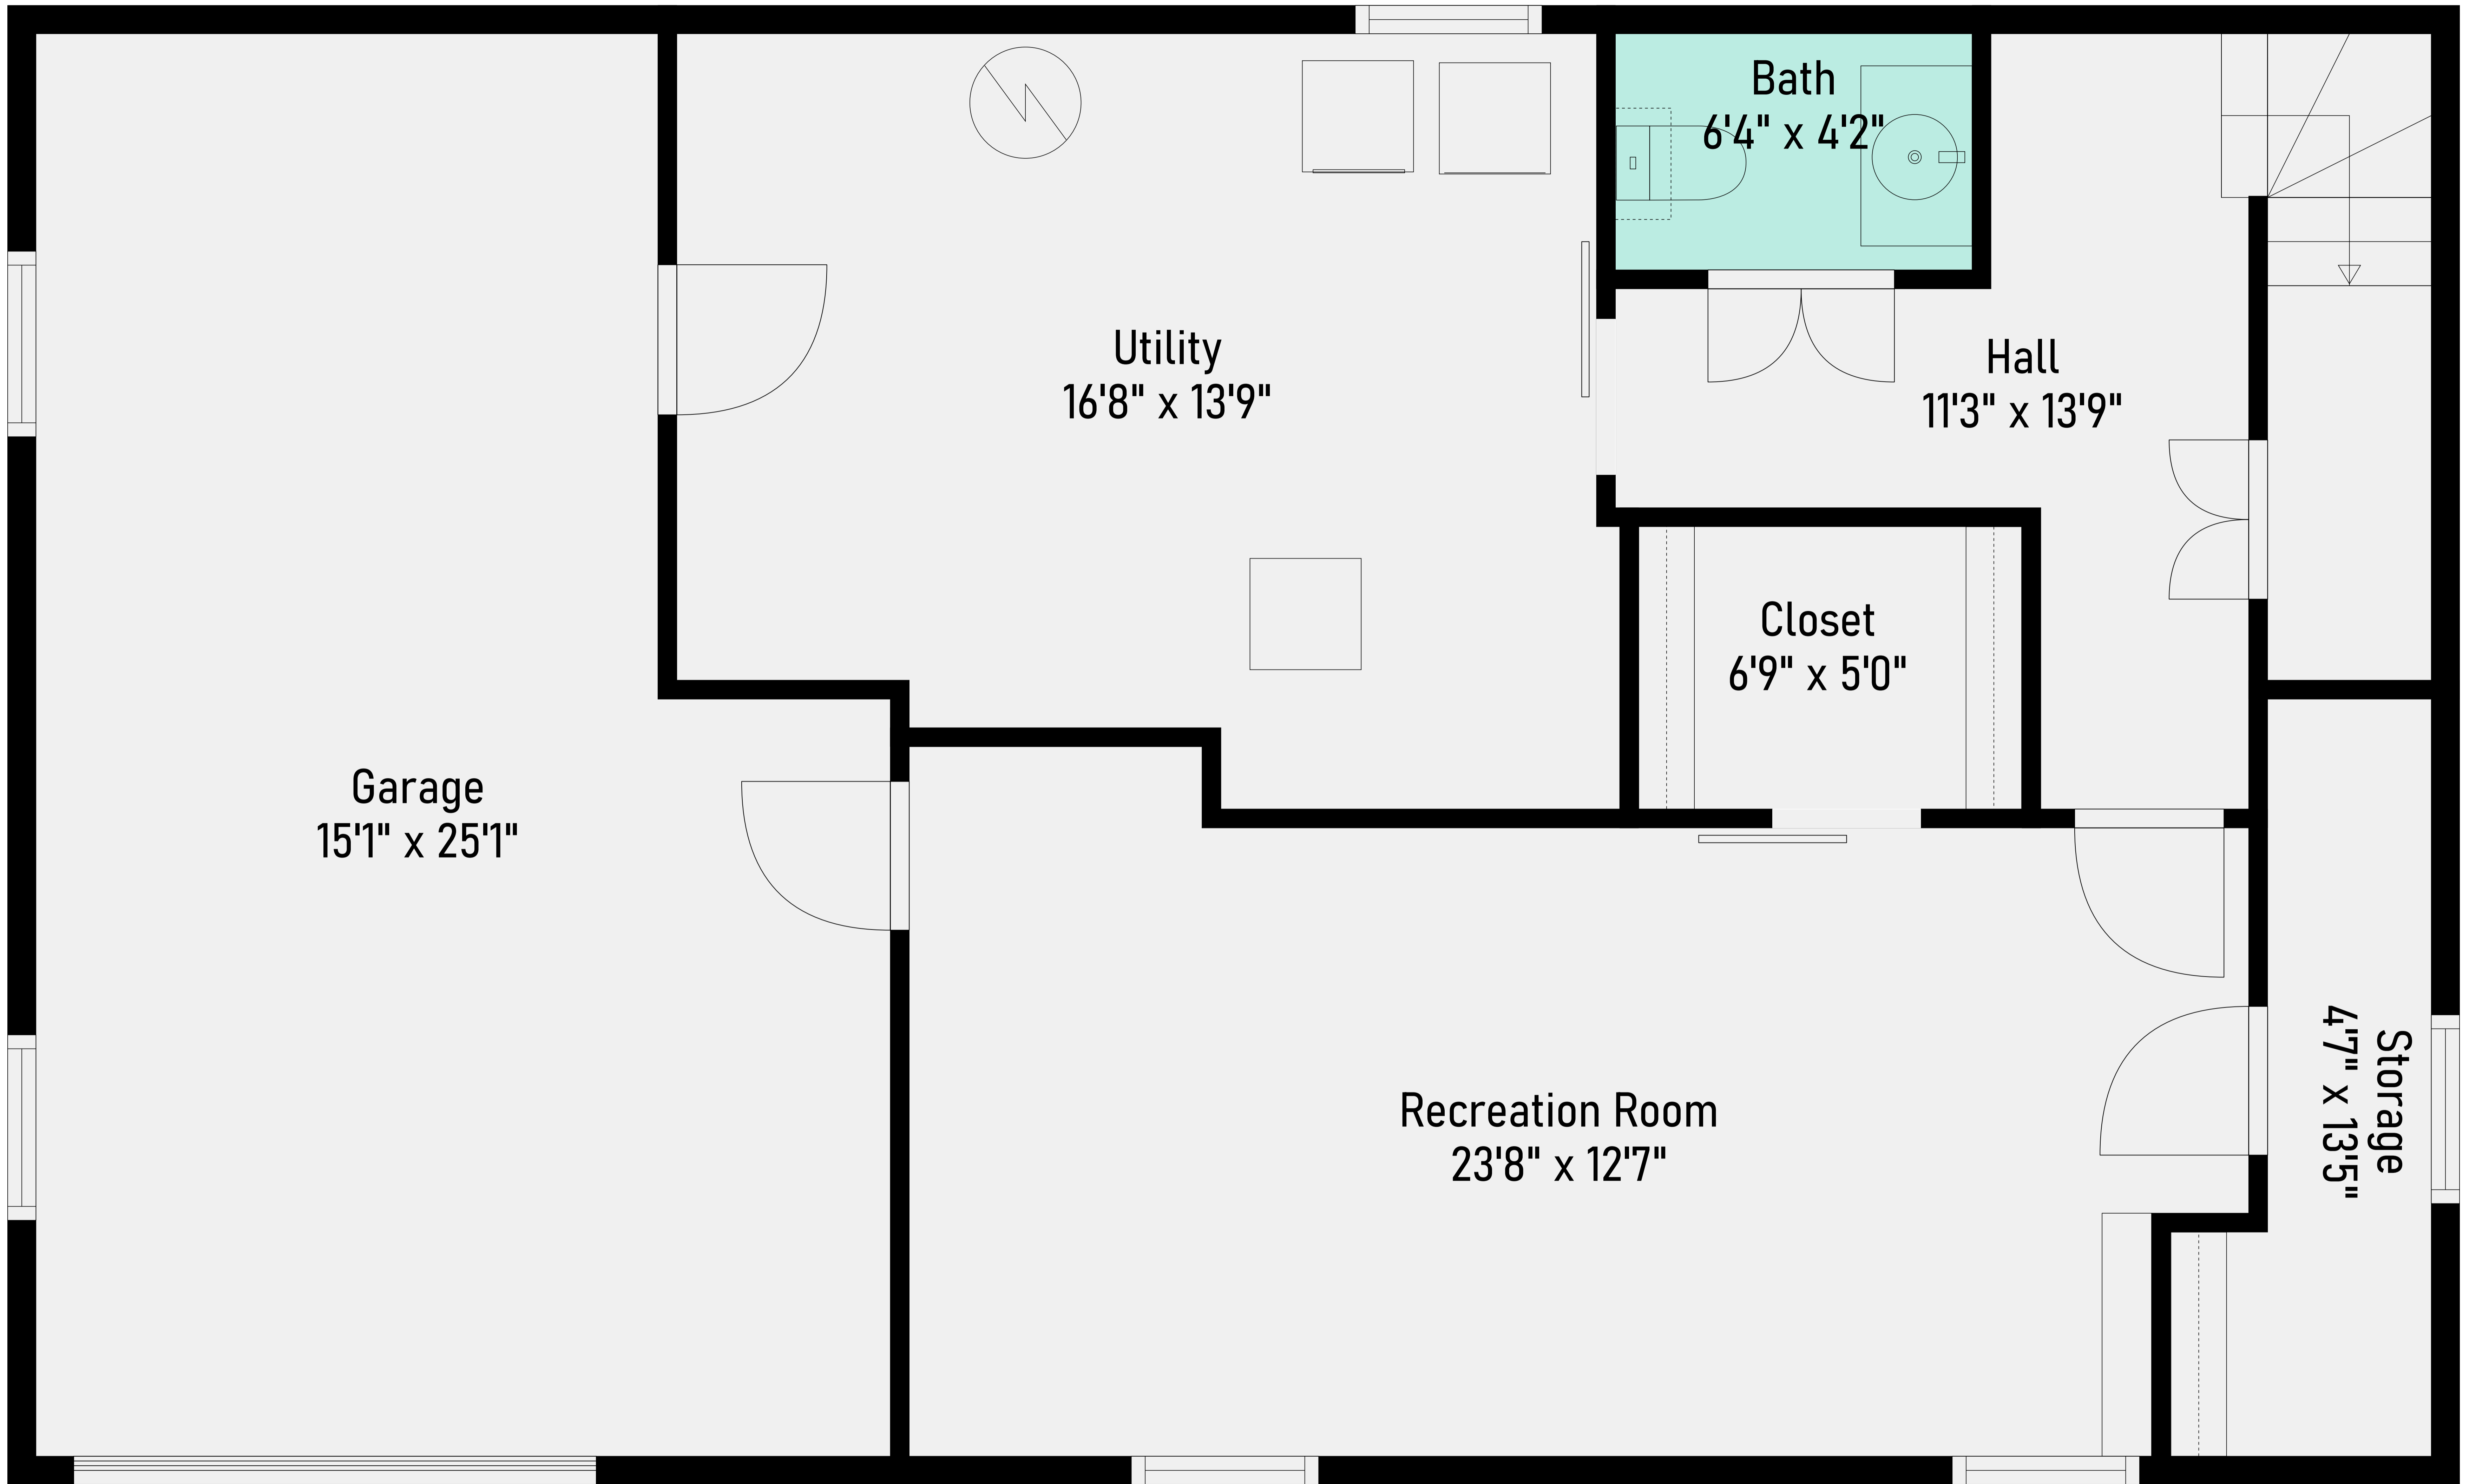 Bath
6'4" x 4'2"
Utility
16'8" x 13'9"
Hall
11'3" x 13'9"
Closet
6'9" x 5'0"
Garage
15'1" x 25'1"
Recreation Room
23'8" x 12'7"
Storage
4'7" x 13'5"